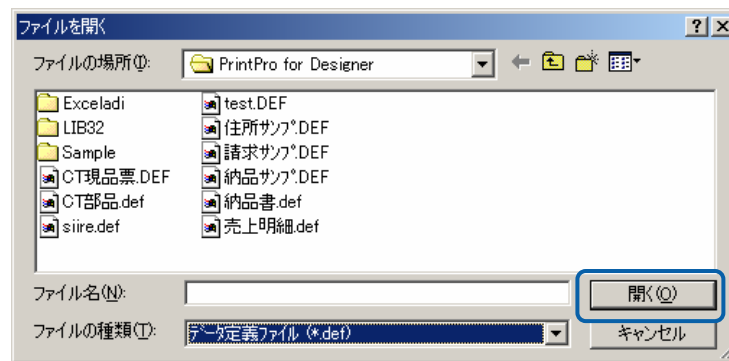 ファイルを開く
ファイルの場所(I):
PrintPro for Designer
Exceladi
LIB32
Sample
CT現品票.DEF
CT部品.def
siire.def
test.DEF
住所ｻﾝﾌﾟ.DEF
請求ｻﾝﾌﾟ.DEF
納品ｻﾝﾌﾟ.DEF
納品書.def
売上明細.def
ファイル名(N):
開く(O)
ファイルの種類(T):
ﾃﾞｰﾀ定義ﾌｧｲﾙ (*.def)
キャンセル